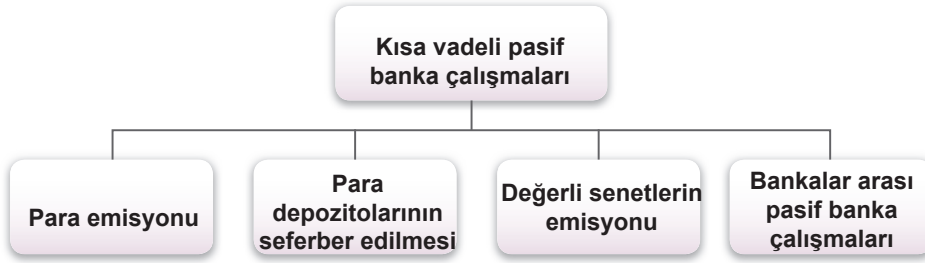 Kısa vadeli pasif
banka çalışmaları
Para emisyonu
Para
depozitolarının
seferber edilmesi
Değerli senetlerin
emisyonu
Bankalar arası
pasif banka
çalışmaları